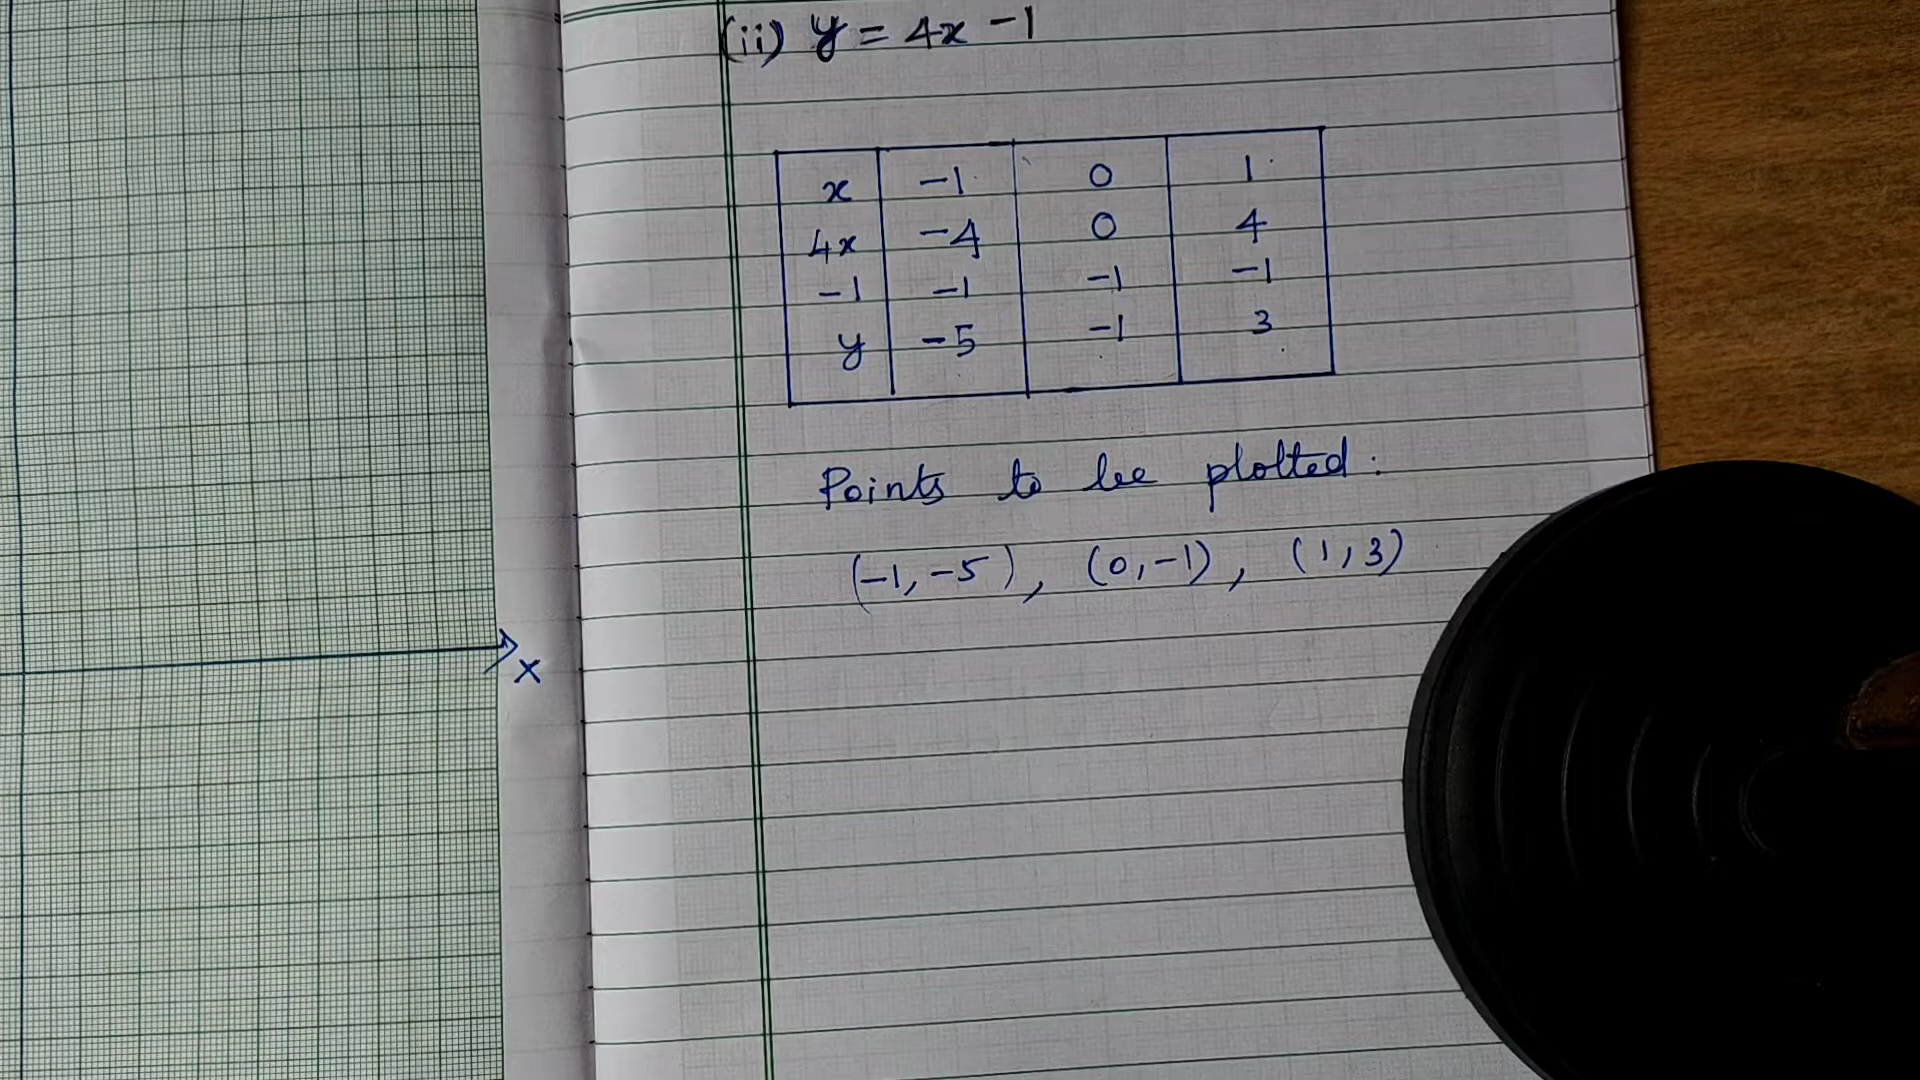 (ii) y = 4x -1
x -1 0 1
4x -4 0 4
-1 -1 -1 -1
y -5 -1 3
Points to be plotted :
(-1, -5), (0, -1), (1, 3)
X